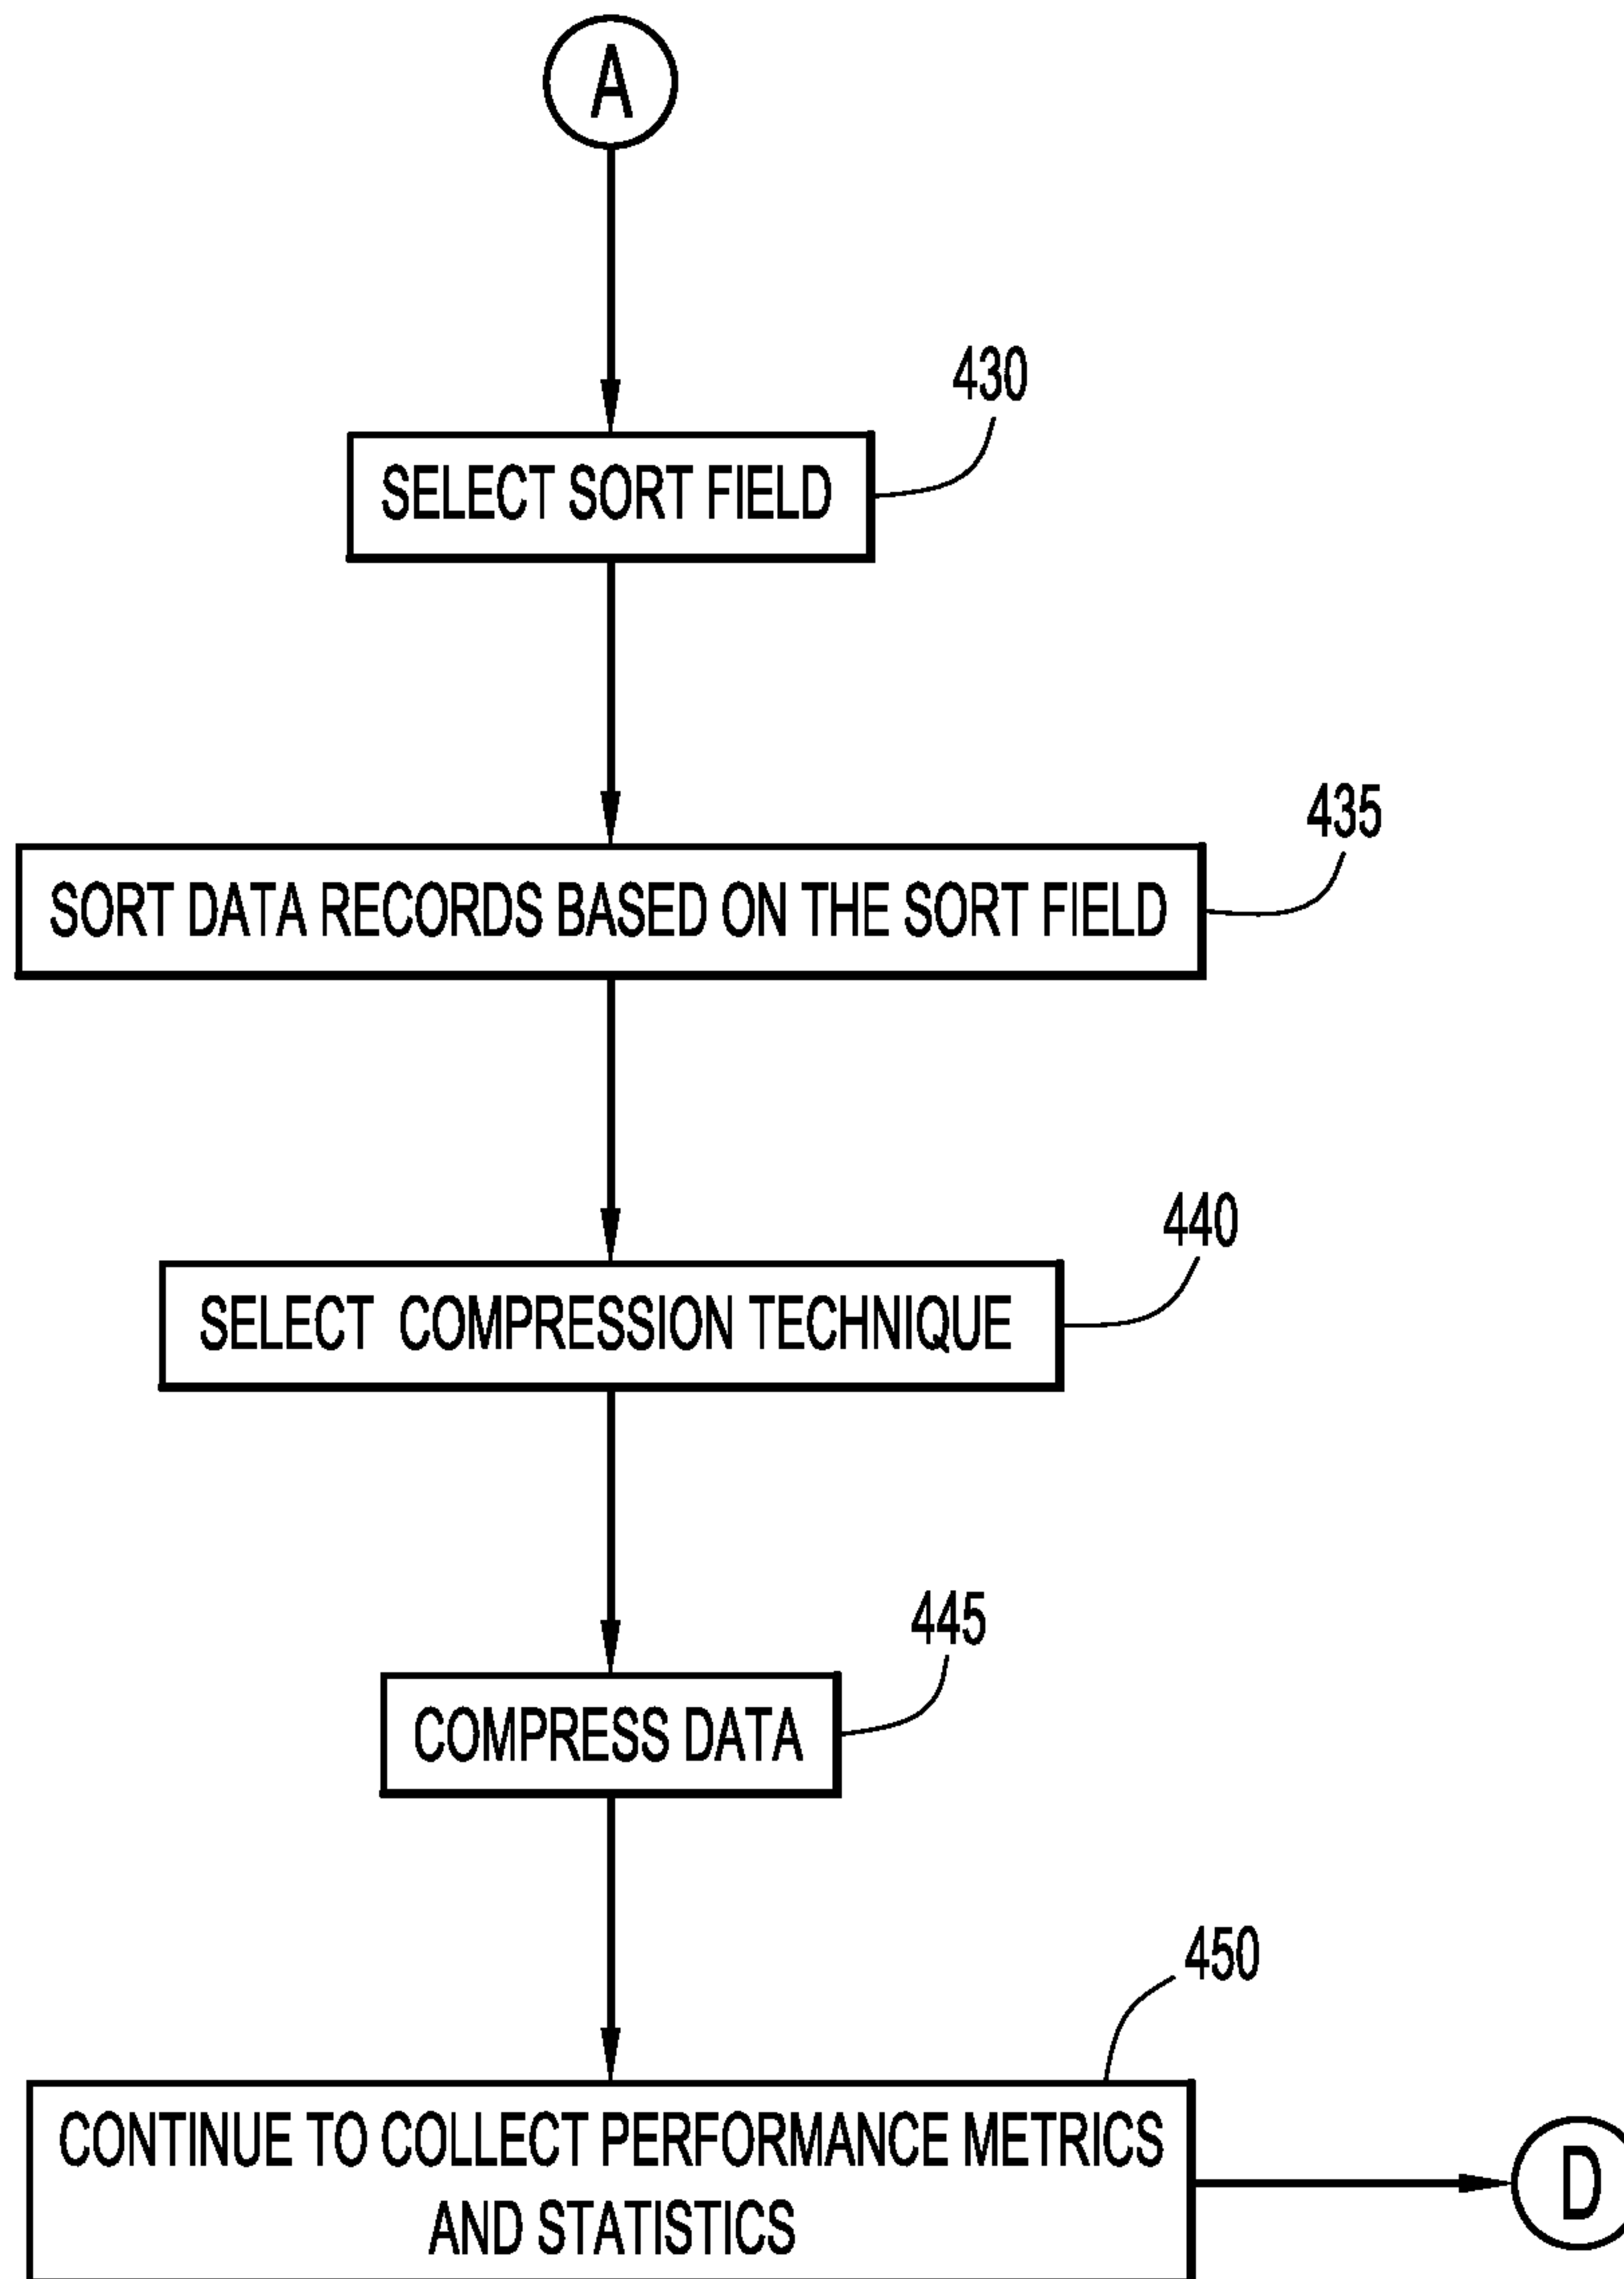 A
430
SELECT SORT FIELD
435
SORT DATA RECORDS BASED ON THE SORT FIELD
440
SELECT COMPRESSION TECHNIQUE
445
COMPRESS DATA
450
CONTINUE TO COLLECT PERFORMANCE METRICS
AND STATISTICS
D